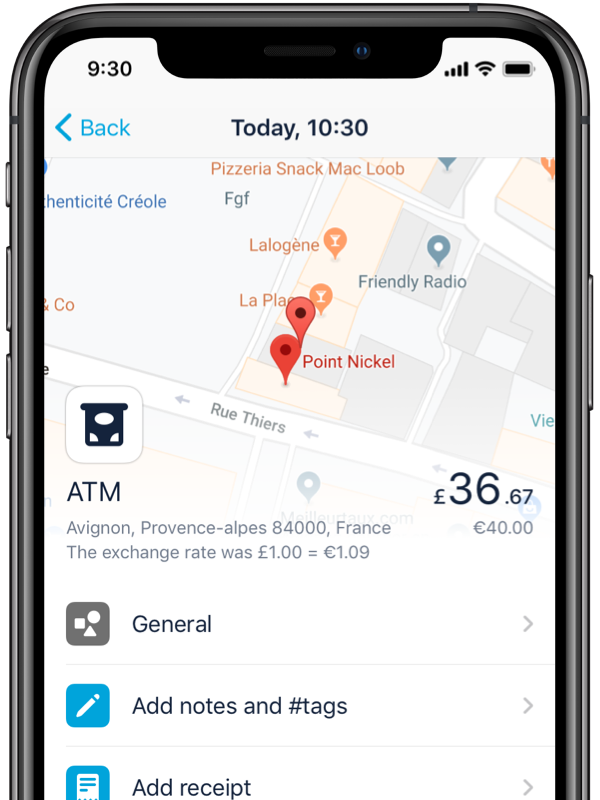 9:30
Back
Today, 10:30
Pizzeria Snack Mac Loob
henticité Créole
Fgf
Lalogène
Friendly Radio
& Co
La Plac
Point Nickel
e
Rue Thiers
Vie
ATM
£36.67
Meilleurtaux.com
Avignon, Provence-alpes 84000, France
€40.00
The exchange rate was £1.00 = €1.09
General
Add notes and #tags
Add receipt